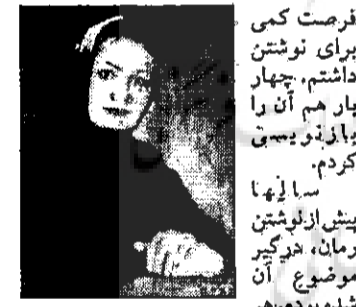 فرصت کمی
برای نوشتن
داشتم. چهار
بار هم آن را
بازنویسی
کردم.
سالها
پیش از نوشتن
رمان، درگیر
موضوع آن